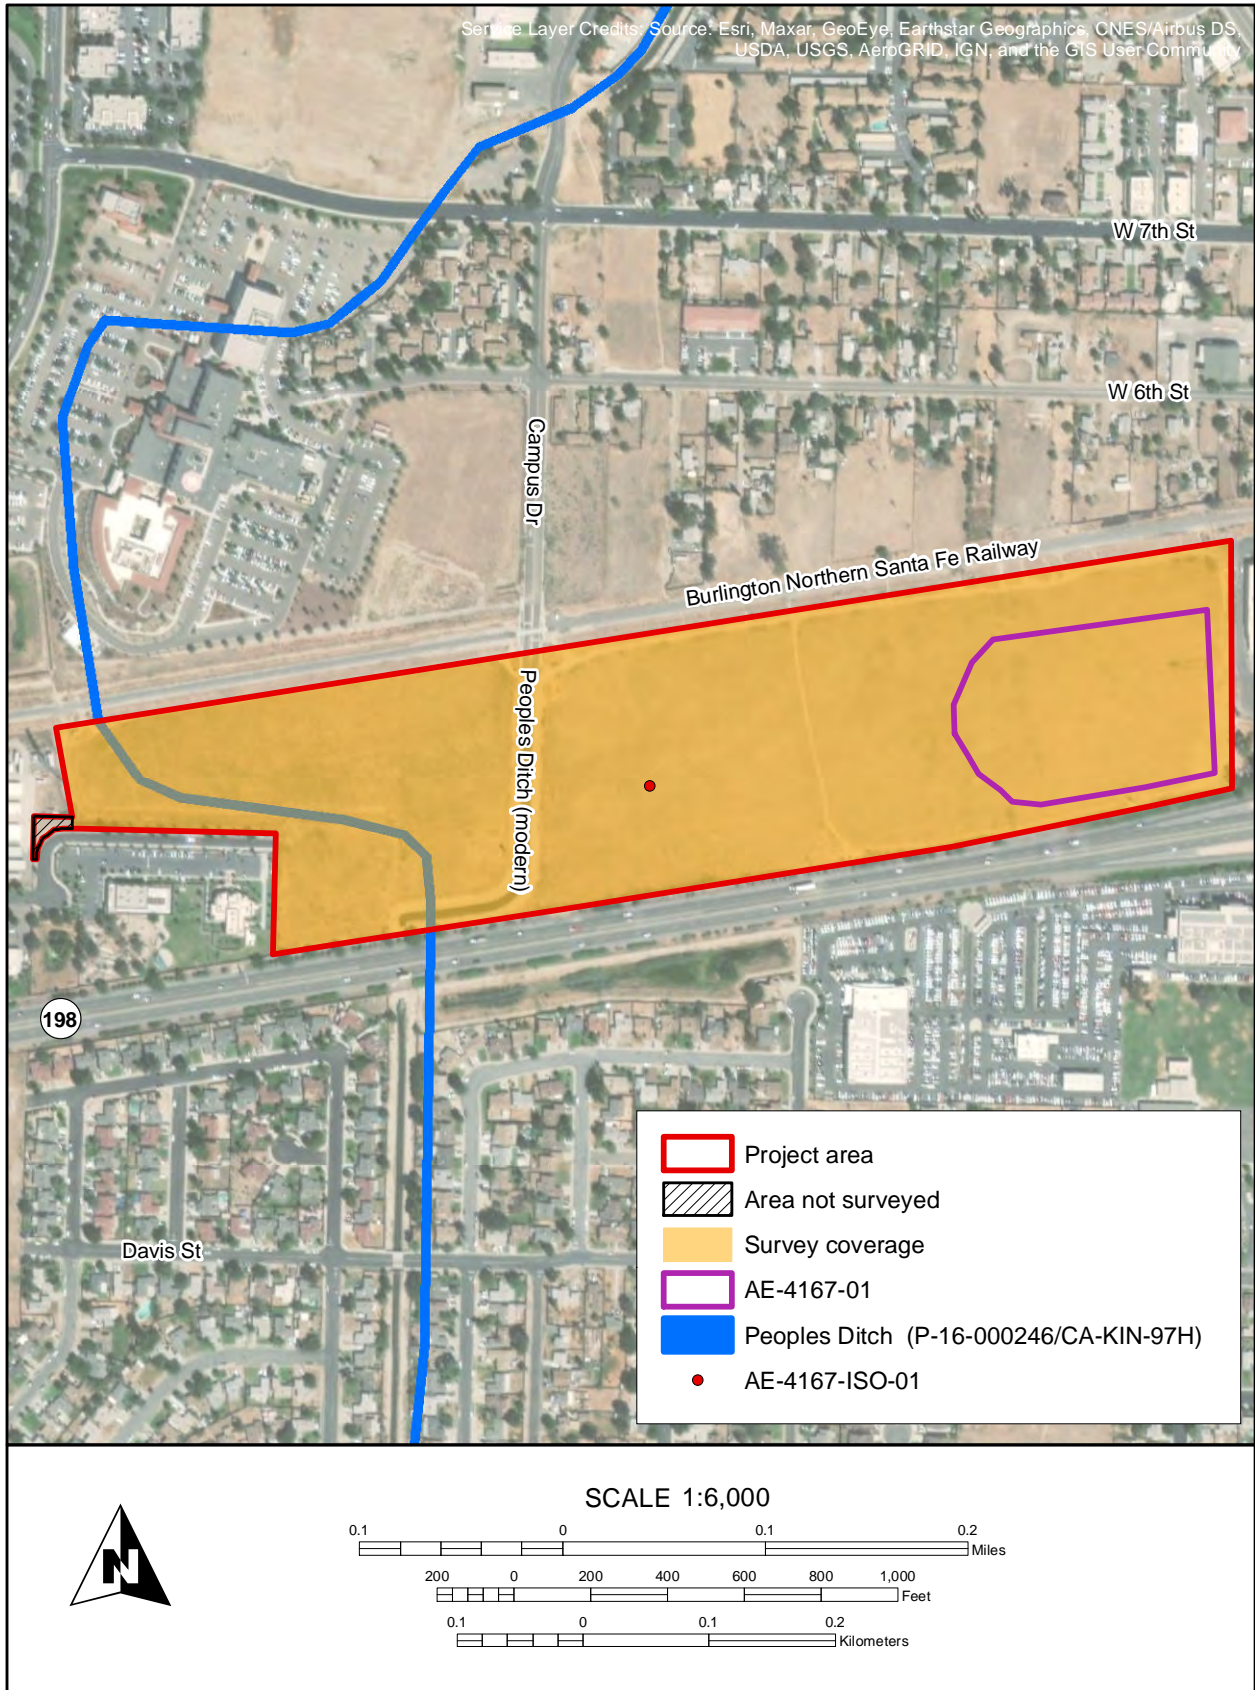 Service Layer Credits: Source: Esri, Maxar, GeoEye, Earthstar Geographics, CNES/Airbus DS,
USDA, USGS, AeroGRID, IGN, and the GIS User Community
W 7th St
W 6th St
Campus Dr
Burlington Northern Santa Fe Railway
Peoples Ditch (modern)
198
Davis St
Project area
Area not surveyed
Survey coverage
AE-4167-01
Peoples Ditch (P-16-000246/CA-KIN-97H)
AE-4167-ISO-01
N
SCALE 1:6,000
0.1 0 0.1 0.2
Miles
200 0 200 400 600 800 1,000
Feet
0.1 0 0.1 0.2
Kilometers